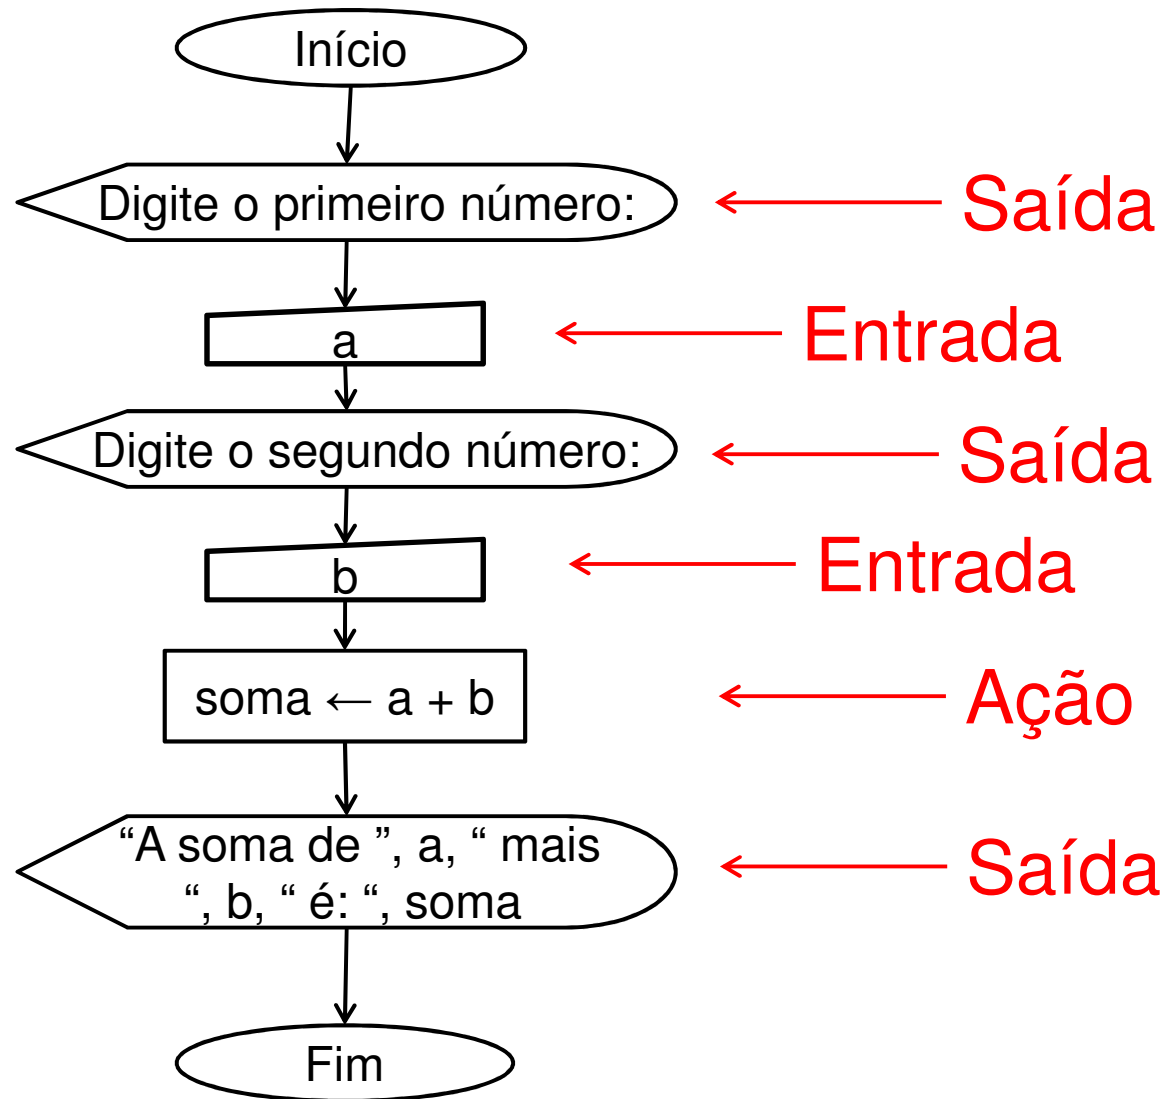 Início
Digite o primeiro número:
Saída
a
Entrada
Digite o segundo número:
Saída
b
Entrada
soma ← a + b
Ação
“A soma de ”, a, “ mais
“, b, “ é: “, soma
Saída
Fim